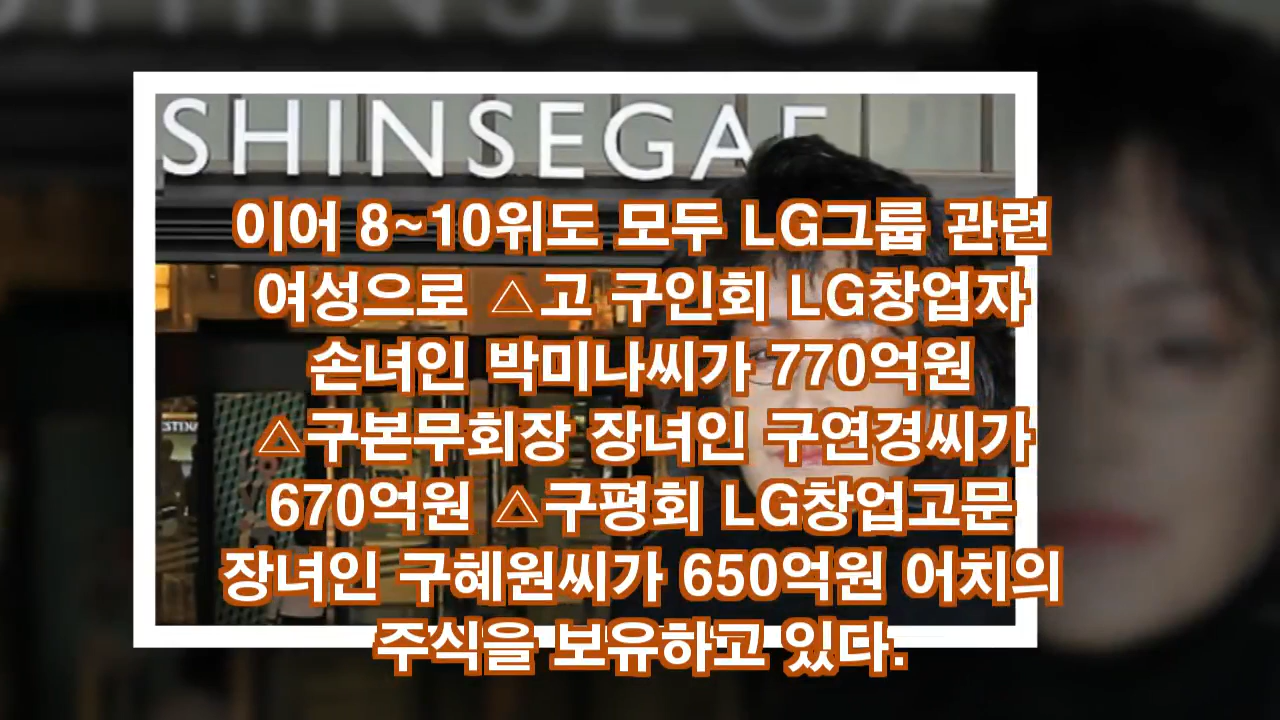 SHINSEGAE
이어 8~10위도 모두 LG그룹 관련
여성으로 △고 구인회 LG창업자
손녀인 박미나씨가 770억원
△구본무회장 장녀인 구연경씨가
670억원 △구평회 LG창업고문
장녀인 구혜원씨가 650억원 어치의
주식을 보유하고 있다.